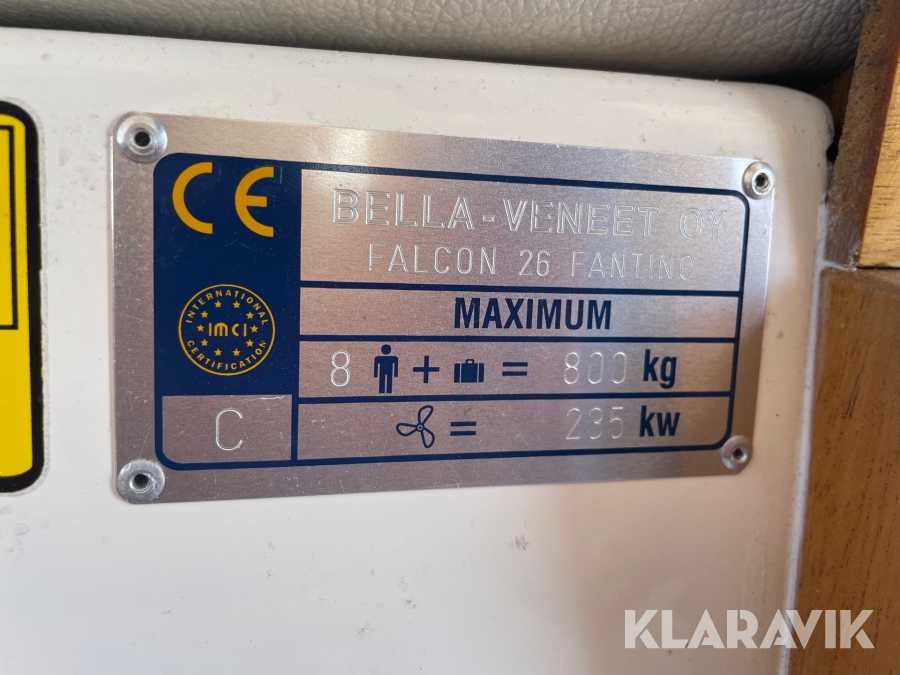 CE
BELLA-VENEET OY
FALCON 26 FANTINO
MAXIMUM
INTERNATIONAL
IMCI
CERTIFICATION
8 + = 800 kg
C
= 235 kw
KLARAVIK